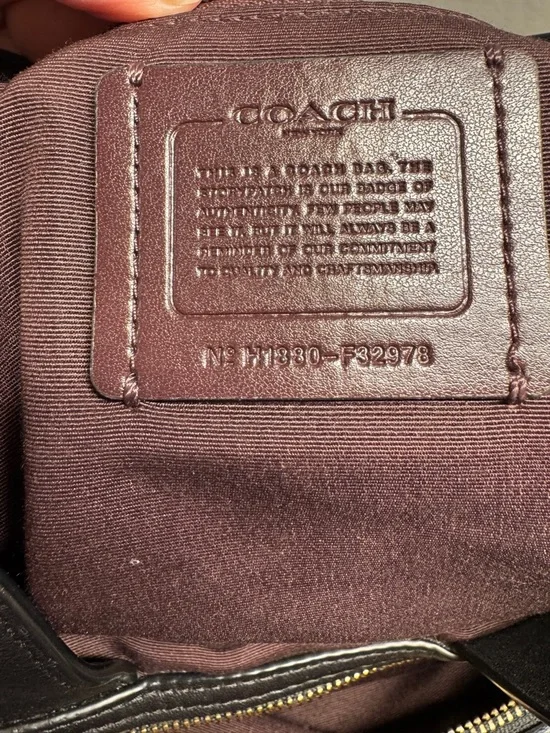 COACH
NEW YORK
THIS IS A COACH BAG. THE
STORYPATCH IS OUR BADGE OF
AUTHENTICITY. FEW PEOPLE MAY
SEE IT, BUT IT WILL ALWAYS BE A
REMINDER OF OUR COMMITMENT
TO QUALITY AND CRAFTSMANSHIP.
Nº H1330-F32978